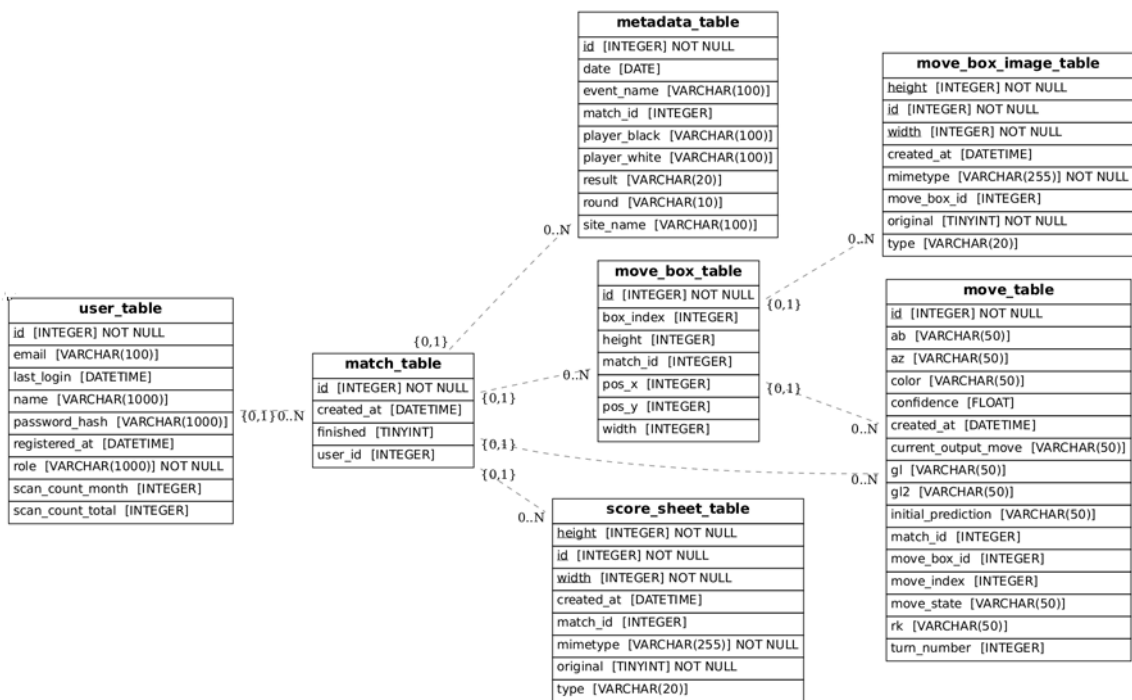 metadata_table
id [INTEGER] NOT NULL
date [DATE]
event_name [VARCHAR(100)]
match_id [INTEGER]
player_black [VARCHAR(100)]
player_white [VARCHAR(100)]
result [VARCHAR(20)]
round [VARCHAR(10)]
site_name [VARCHAR(100)]
0..N
{0,1}
move_box_image_table
height [INTEGER] NOT NULL
id [INTEGER] NOT NULL
width [INTEGER] NOT NULL
created_at [DATETIME]
mimetype [VARCHAR(255)] NOT NULL
move_box_id [INTEGER]
original [TINYINT] NOT NULL
type [VARCHAR(20)]
0..N
{0,1}
move_box_table
id [INTEGER] NOT NULL
box_index [INTEGER]
height [INTEGER]
match_id [INTEGER]
pos_x [INTEGER]
pos_y [INTEGER]
width [INTEGER]
0..N
{0,1}
{0,1}
0..N
user_table
id [INTEGER] NOT NULL
email [VARCHAR(100)]
last_login [DATETIME]
name [VARCHAR(1000)]
password_hash [VARCHAR(1000)]
registered_at [DATETIME]
role [VARCHAR(1000)] NOT NULL
scan_count_month [INTEGER]
scan_count_total [INTEGER]
{0,1}
0..N
match_table
id [INTEGER] NOT NULL
created_at [DATETIME]
finished [TINYINT]
user_id [INTEGER]
{0,1}
0..N
{0,1}
0..N
move_table
id [INTEGER] NOT NULL
ab [VARCHAR(50)]
az [VARCHAR(50)]
color [VARCHAR(50)]
confidence [FLOAT]
created_at [DATETIME]
current_output_move [VARCHAR(50)]
gl [VARCHAR(50)]
gl2 [VARCHAR(50)]
initial_prediction [VARCHAR(50)]
match_id [INTEGER]
move_box_id [INTEGER]
move_index [INTEGER]
move_state [VARCHAR(50)]
rk [VARCHAR(50)]
turn_number [INTEGER]
score_sheet_table
height [INTEGER] NOT NULL
id [INTEGER] NOT NULL
width [INTEGER] NOT NULL
created_at [DATETIME]
match_id [INTEGER]
mimetype [VARCHAR(255)] NOT NULL
original [TINYINT] NOT NULL
type [VARCHAR(20)]